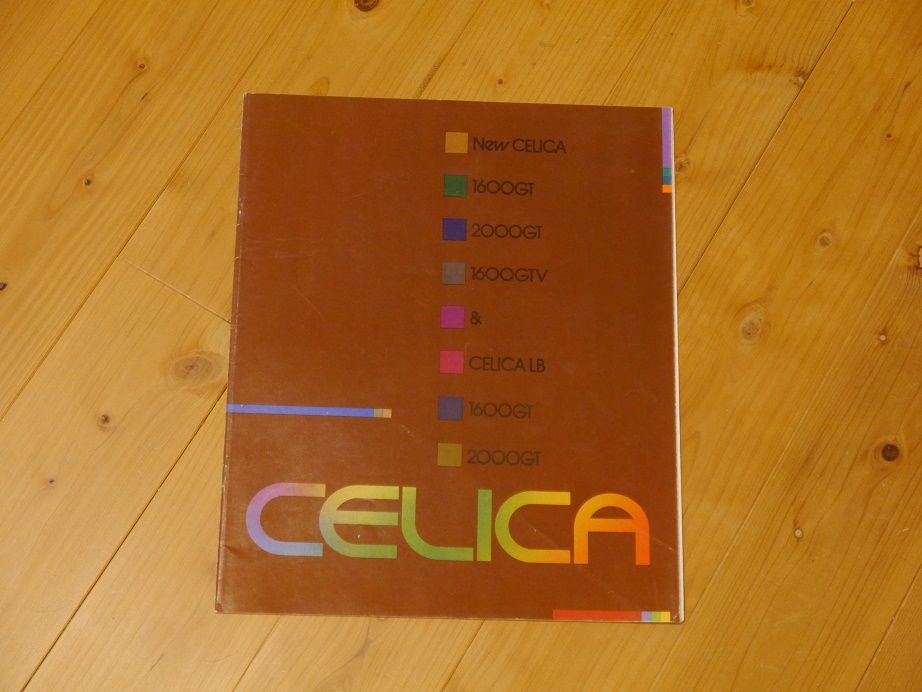 New CELICA
1600GT
2000GT
1600GTV
&
CELICA LB
1600GT
2000GT
CELICA